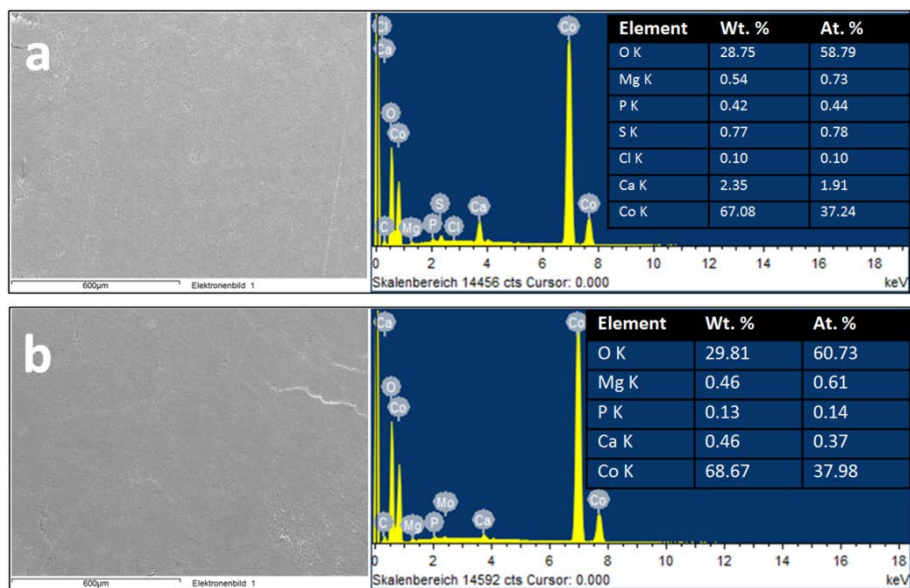 a
600µm
Elektronenbild 1
Cl
Ca
O
Co
C
Mg
P
S
Cl
Ca
Co
Co
0 2 4 6 8 10 12 14 16 18
Skalenbereich 14456 cts Cursor: 0.000
keV
Element Wt. % At. %
O K 28.75 58.79
Mg K 0.54 0.73
P K 0.42 0.44
S K 0.77 0.78
Cl K 0.10 0.10
Ca K 2.35 1.91
Co K 67.08 37.24
b
600µm
Elektronenbild 1
Ca
O
Co
C
Mg
P
Mo
Ca
Co
Co
0 2 4 6 8 10 12 14 16 18
Skalenbereich 14592 cts Cursor: 0.000
keV
Element Wt. % At. %
O K 29.81 60.73
Mg K 0.46 0.61
P K 0.13 0.14
Ca K 0.46 0.37
Co K 68.67 37.98